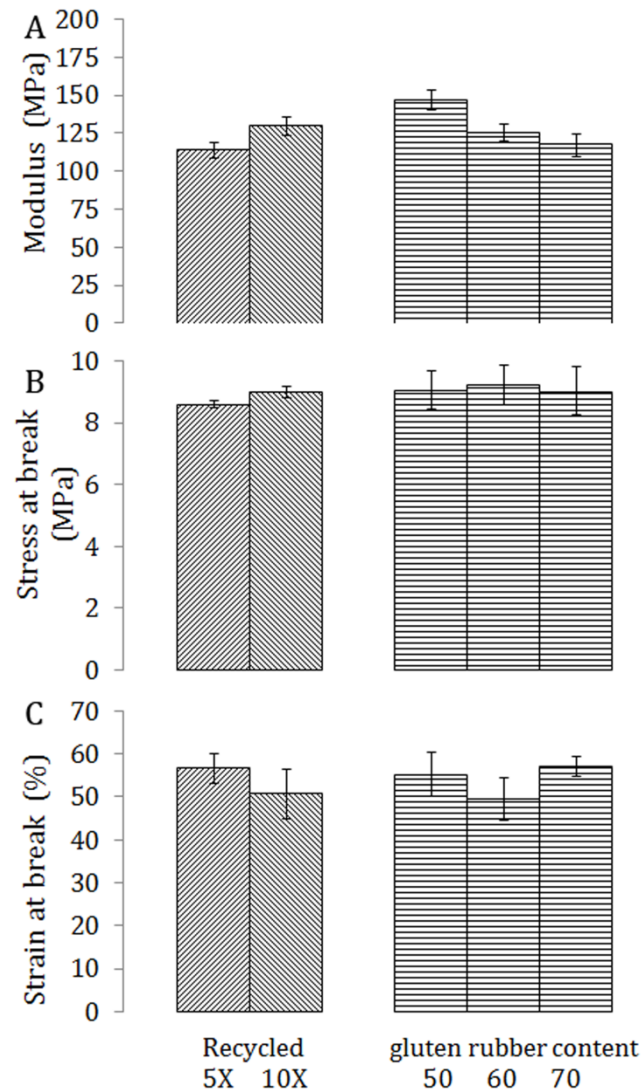 A
Modulus (MPa)
200
175
150
125
100
75
50
25
0
B
Stress at break
(MPa)
10
8
6
4
2
0
C
Strain at break (%)
70
60
50
40
30
20
10
0
Recycled
5X 10X
gluten rubber content
50 60 70